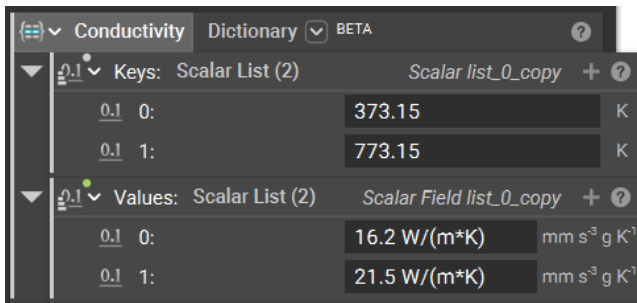 Conductivity Dictionary BETA ?
0.1 Keys: Scalar List (2) Scalar list_0_copy + ?
0.1 0: 373.15 K
0.1 1: 773.15 K
0.1 Values: Scalar List (2) Scalar Field list_0_copy + ?
0.1 0: 16.2 W/(m*K) mm s⁻³ g K⁻¹
0.1 1: 21.5 W/(m*K) mm s⁻³ g K⁻¹